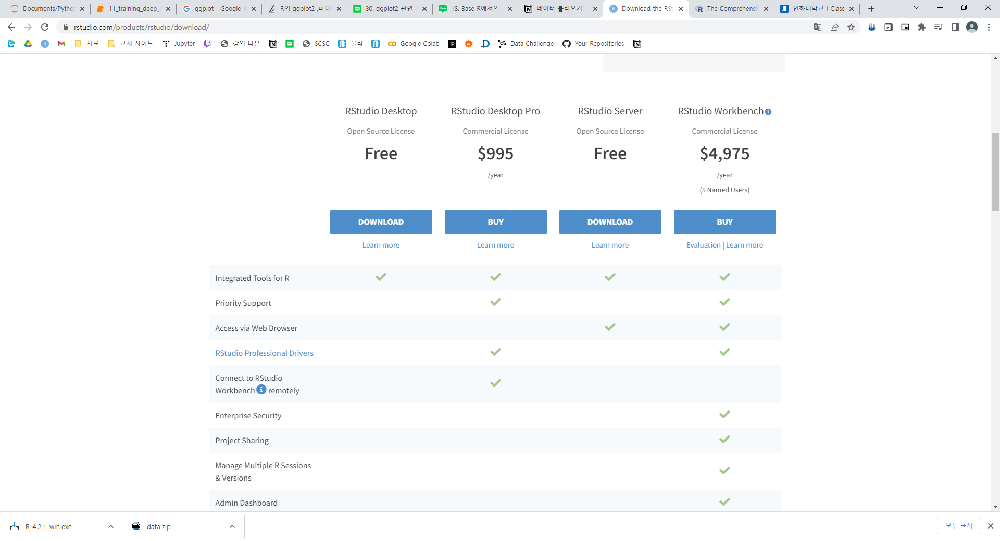 Documents/Pytho
11_training_deep_
ggplot - Google
R의 ggplot2 ,파이
30. ggplot2 관련
18. Base R에서의
데이터 불러오기
Download the RSt
The Comprehensiv
인하대학교 I-Class
rstudio.com/products/rstudio/download/
자료
교재 사이트
Jupyter
강의 다운
SCSC
물리
Google Colab
Data Challenge
Your Repositories
RStudio Desktop
RStudio Desktop Pro
RStudio Server
RStudio Workbench
Open Source License
Commercial License
Open Source License
Commercial License
Free
$995
Free
$4,975
/year
/year
(5 Named Users)
DOWNLOAD
BUY
DOWNLOAD
BUY
Learn more
Learn more
Learn more
Evaluation | Learn more
Integrated Tools for R
Priority Support
Access via Web Browser
RStudio Professional Drivers
Connect to RStudio
Workbench remotely
Enterprise Security
Project Sharing
Manage Multiple R Sessions
& Versions
Admin Dashboard
R-4.2.1-win.exe
data.zip
모두 표시